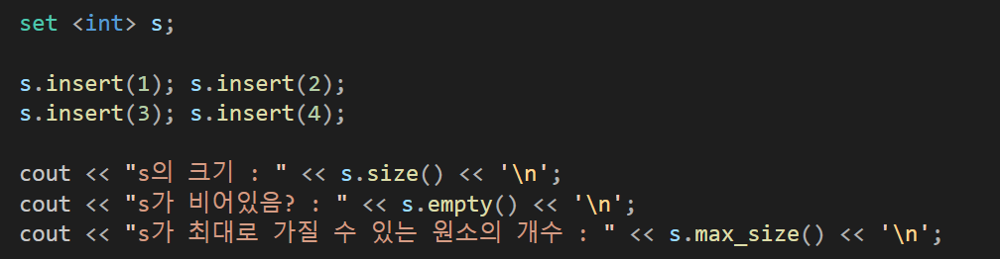 set <int> s;
s.insert(1); s.insert(2);
s.insert(3); s.insert(4);
cout << "s의 크기 : " << s.size() << '\n';
cout << "s가 비어있음? : " << s.empty() << '\n';
cout << "s가 최대로 가질 수 있는 원소의 개수 : " << s.max_size() << '\n';